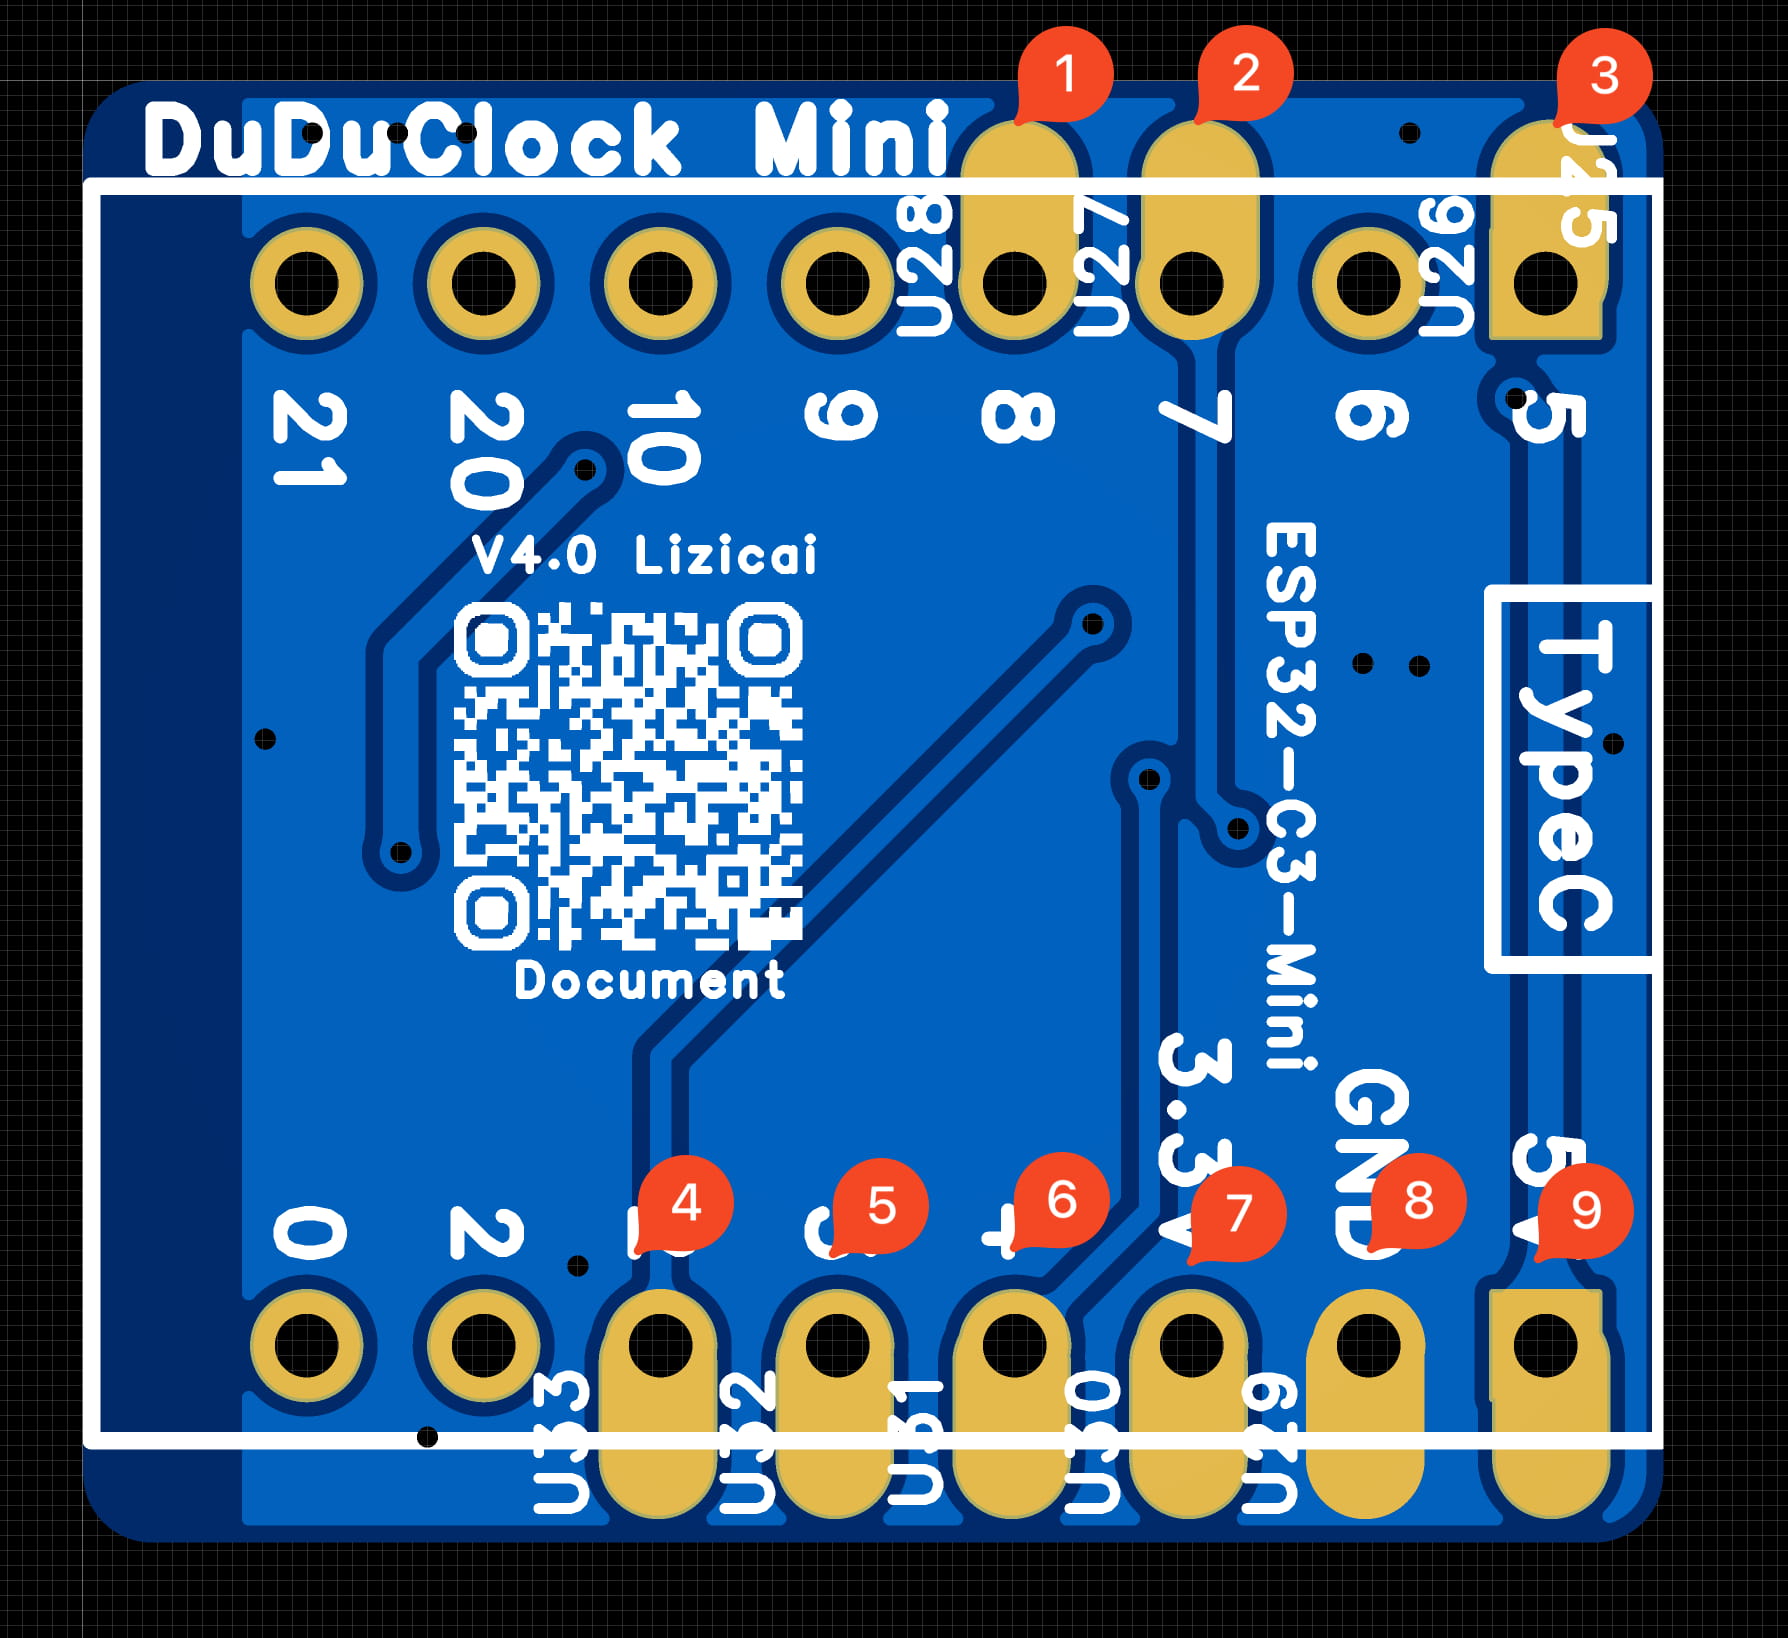 1 2 3
DuDuClock Mini
U28 U27 U26 U25
21 20 10 9 8 7 6 5
V4.0 Lizicai
Document
ESP32-C3-Mini
TypeC
3.3V GND 5V
0 2 4
4 5 6 7 8 9
U33 U32 U31 U30 U29